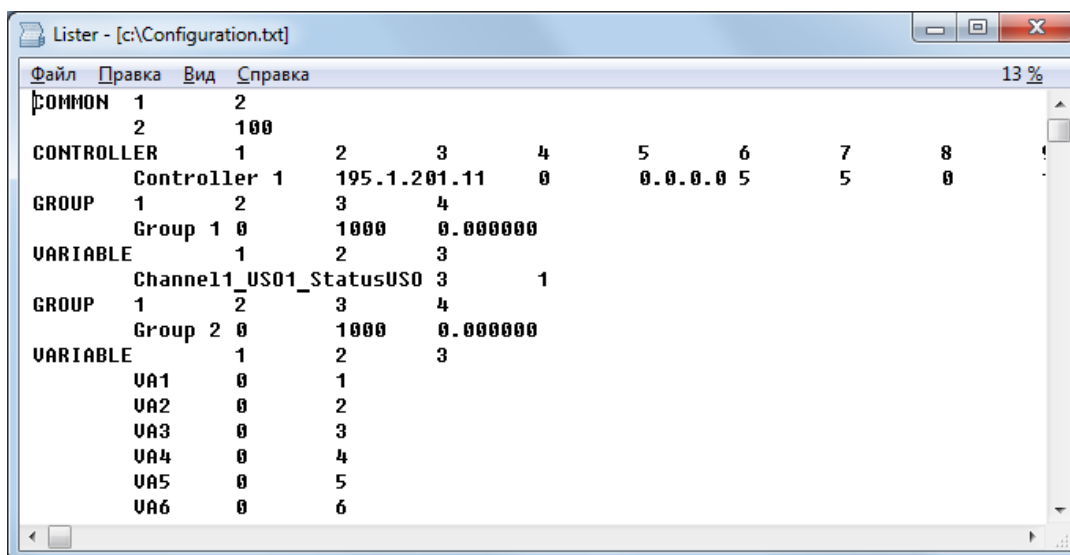 Lister - [c:\Configuration.txt]
Файл Правка Вид Справка 13 %
COMMON 1 2
2 100
CONTROLLER 1 2 3 4 5 6 7 8
Controller 1 195.1.201.11 0 0.0.0.0 5 5 0
GROUP 1 2 3 4
Group 1 0 1000 0.000000
VARIABLE 1 2 3
Channel1_USO1_StatusUSO 3 1
GROUP 1 2 3 4
Group 2 0 1000 0.000000
VARIABLE 1 2 3
VA1 0 1
VA2 0 2
VA3 0 3
VA4 0 4
VA5 0 5
VA6 0 6